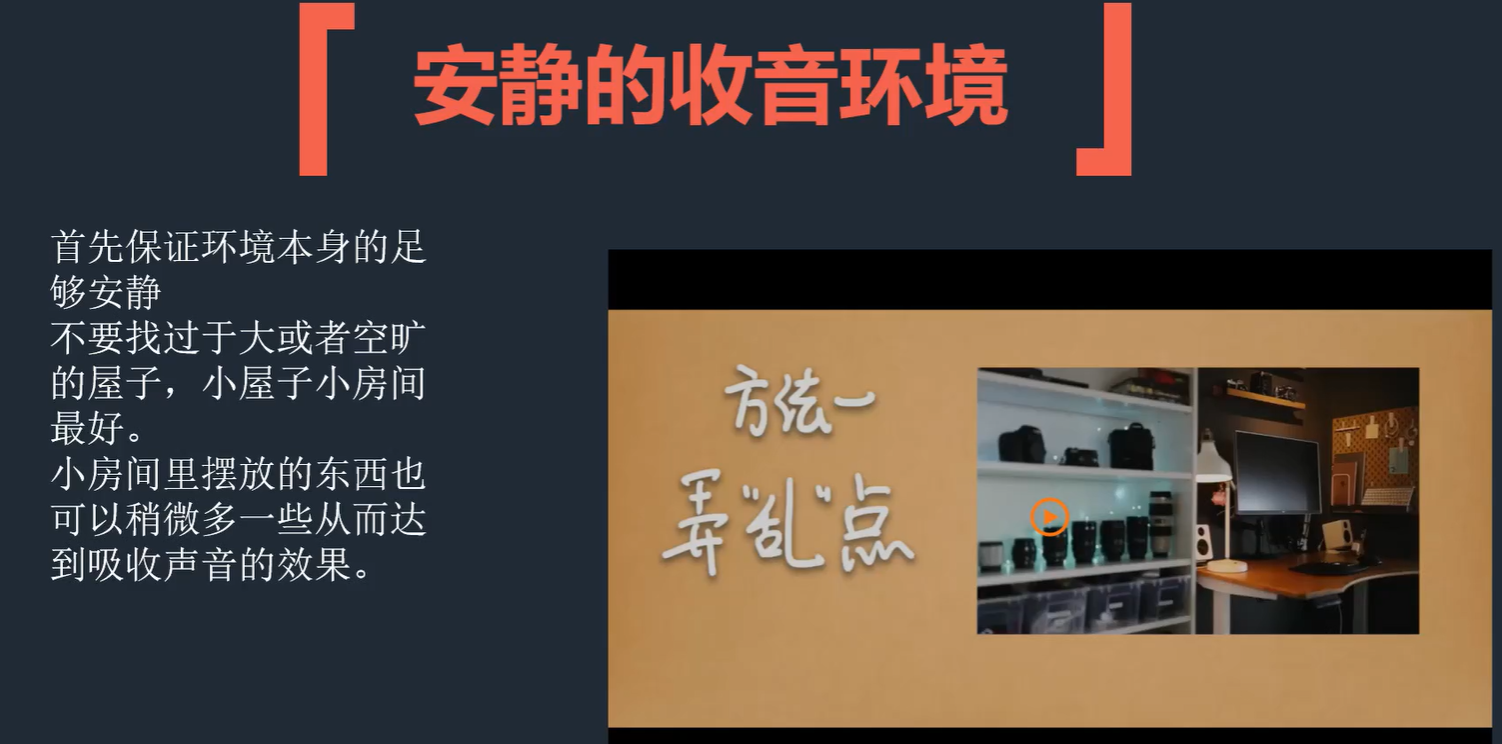 安静的收音环境
首先保证环境本身的足
够安静
不要找过于大或者空旷
的屋子，小屋子小房间
最好。
小房间里摆放的东西也
可以稍微多一些从而达
到吸收声音的效果。
方法一
弄“乱”点